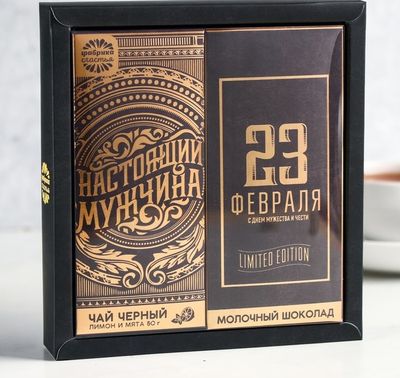 фабрика
счастья
НАСТОЯЩИЙ
МУЖЧИНА
ЧАЙ ЧЕРНЫЙ
ЛИМОН И МЯТА 50 г
23
ФЕВРАЛЯ
С ДНЕМ МУЖЕСТВА И ЧЕСТИ
LIMITED EDITION
МОЛОЧНЫЙ ШОКОЛАД